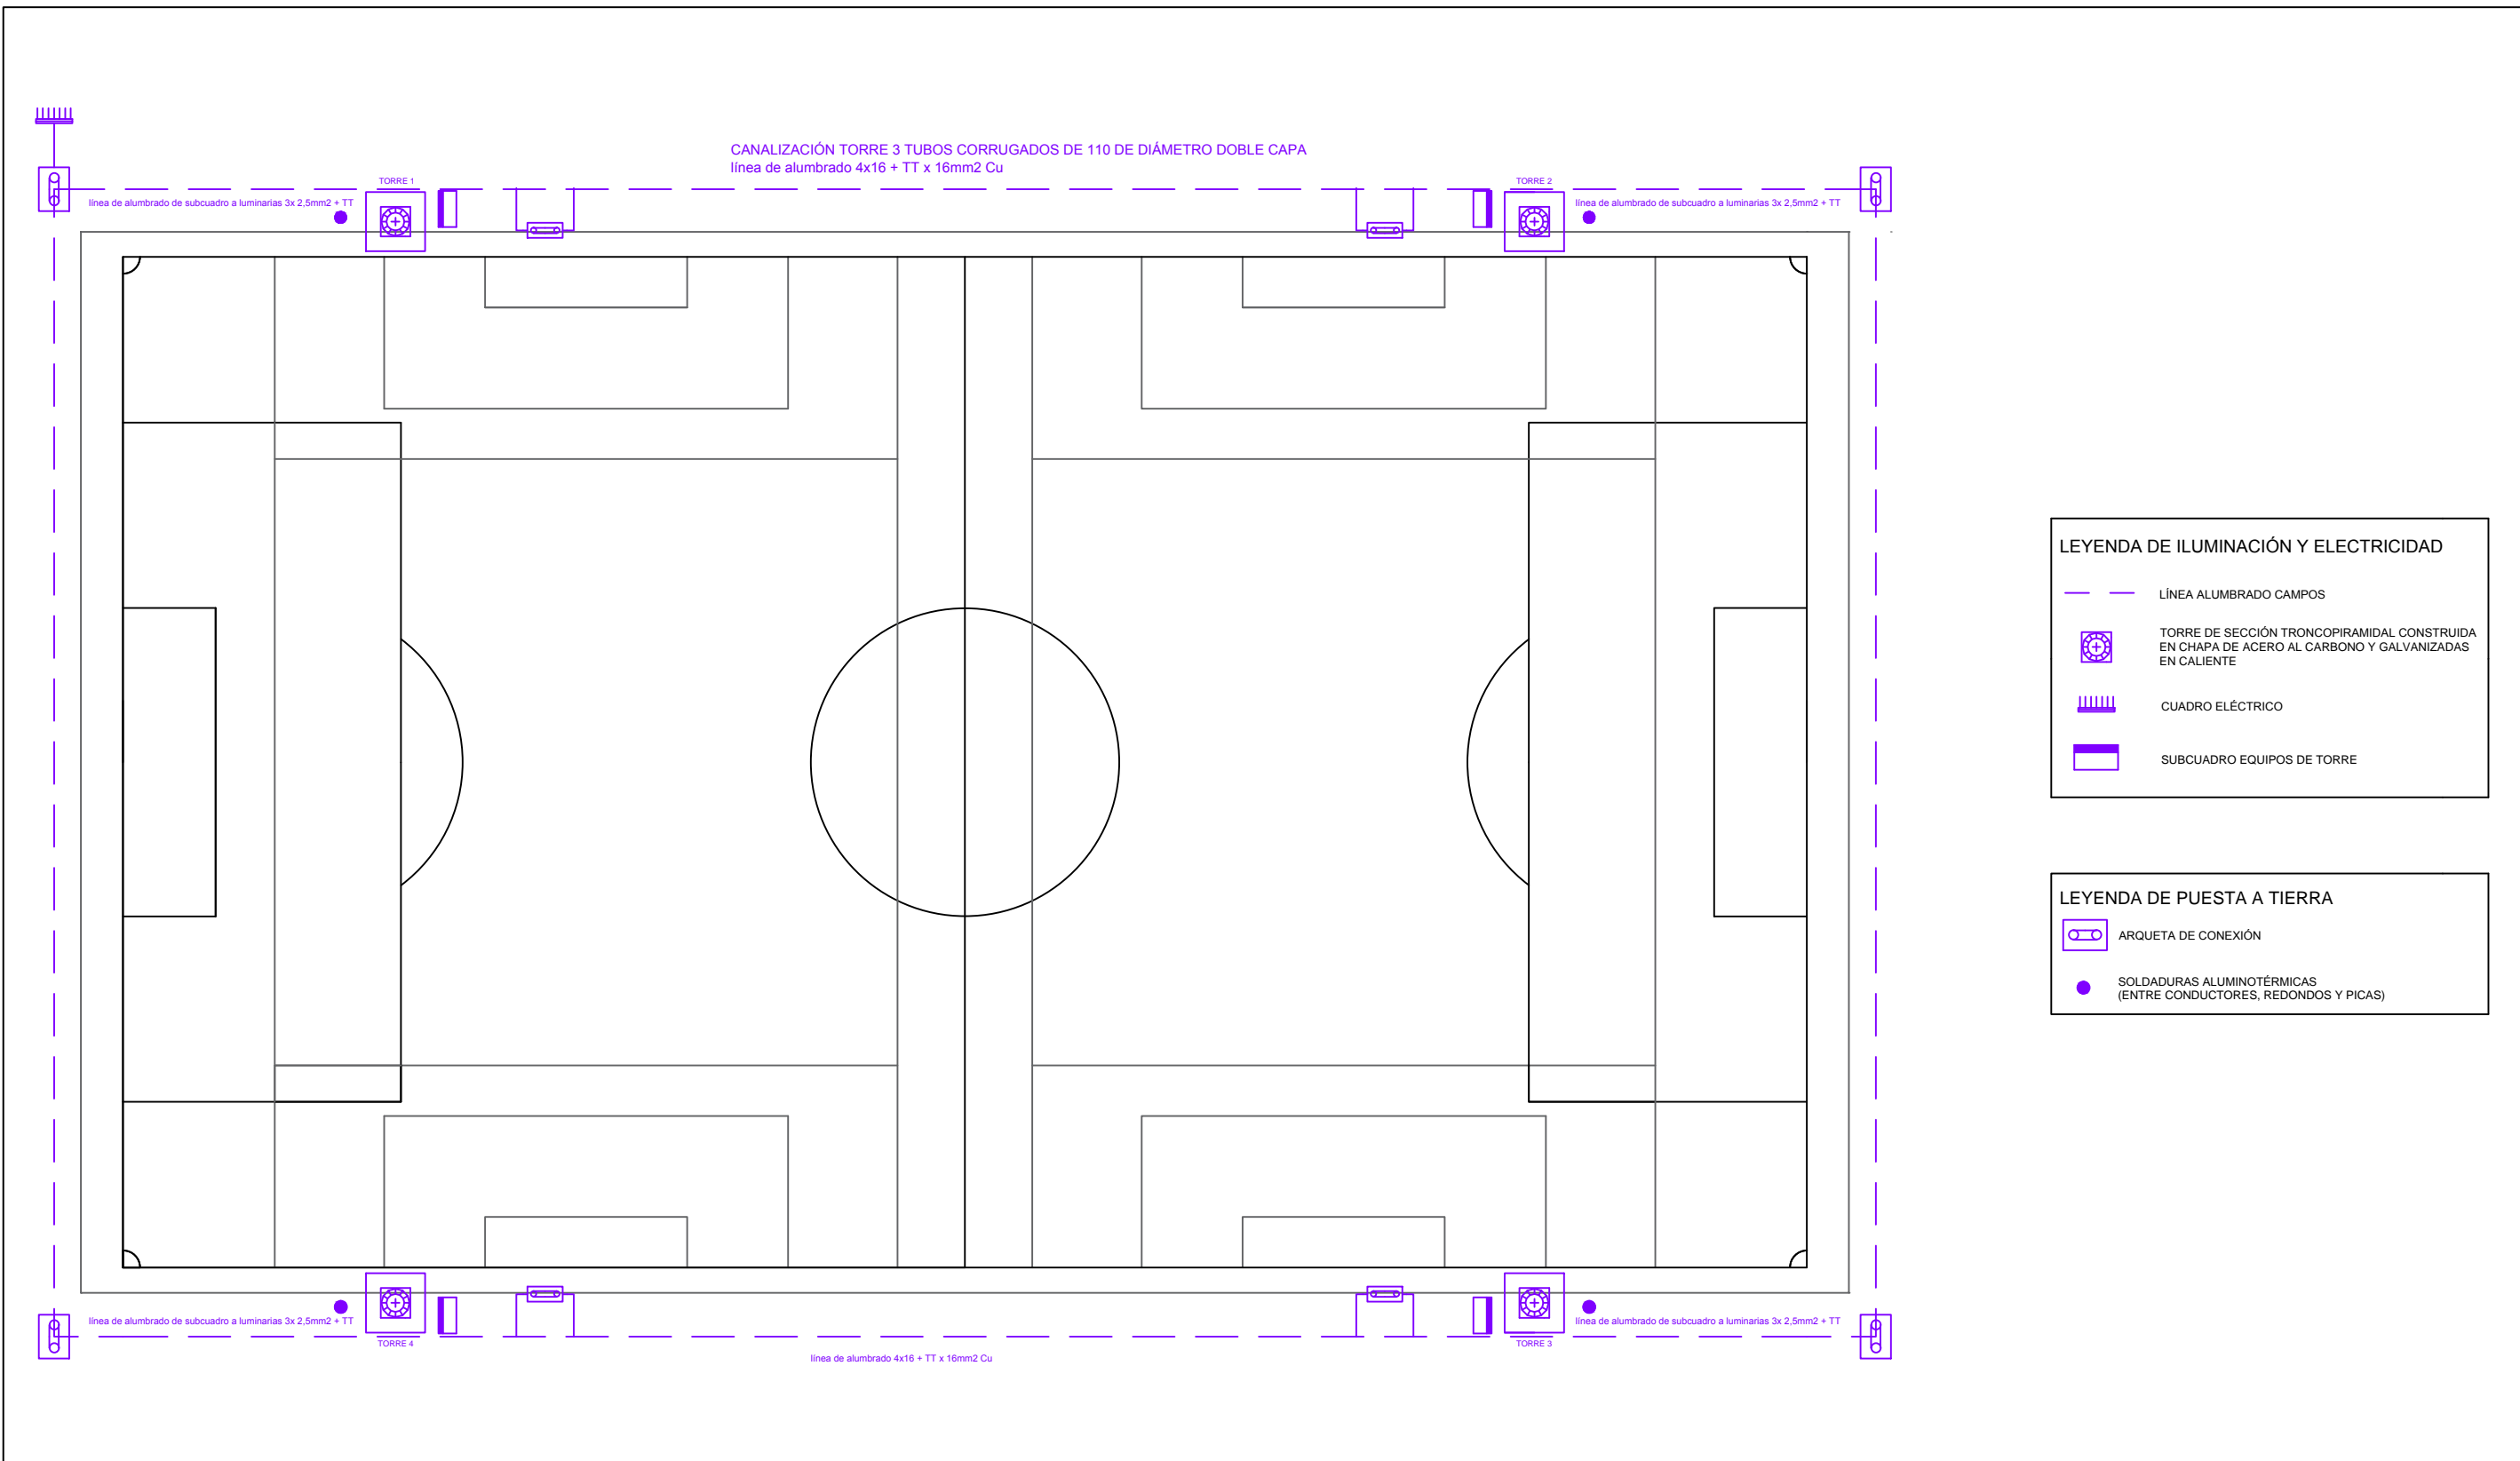 CANALIZACIÓN TORRE 3 TUBOS CORRUGADOS DE 110 DE DIÁMETRO DOBLE CAPA
línea de alumbrado 4x16 + TT x 16mm2 Cu
TORRE 1
TORRE 2
línea de alumbrado de subcuadro a luminarias 3x 2,5mm2 + TT
línea de alumbrado de subcuadro a luminarias 3x 2,5mm2 + TT
LEYENDA DE ILUMINACIÓN Y ELECTRICIDAD
LÍNEA ALUMBRADO CAMPOS
TORRE DE SECCIÓN TRONCOPIRAMIDAL CONSTRUIDA
EN CHAPA DE ACERO AL CARBONO Y GALVANIZADAS
EN CALIENTE
CUADRO ELÉCTRICO
SUBCUADRO EQUIPOS DE TORRE
LEYENDA DE PUESTA A TIERRA
ARQUETA DE CONEXIÓN
SOLDADURAS ALUMINOTÉRMICAS
(ENTRE CONDUCTORES, REDONDOS Y PICAS)
línea de alumbrado de subcuadro a luminarias 3x 2,5mm2 + TT
línea de alumbrado de subcuadro a luminarias 3x 2,5mm2 + TT
TORRE 4
TORRE 3
línea de alumbrado 4x16 + TT x 16mm2 Cu